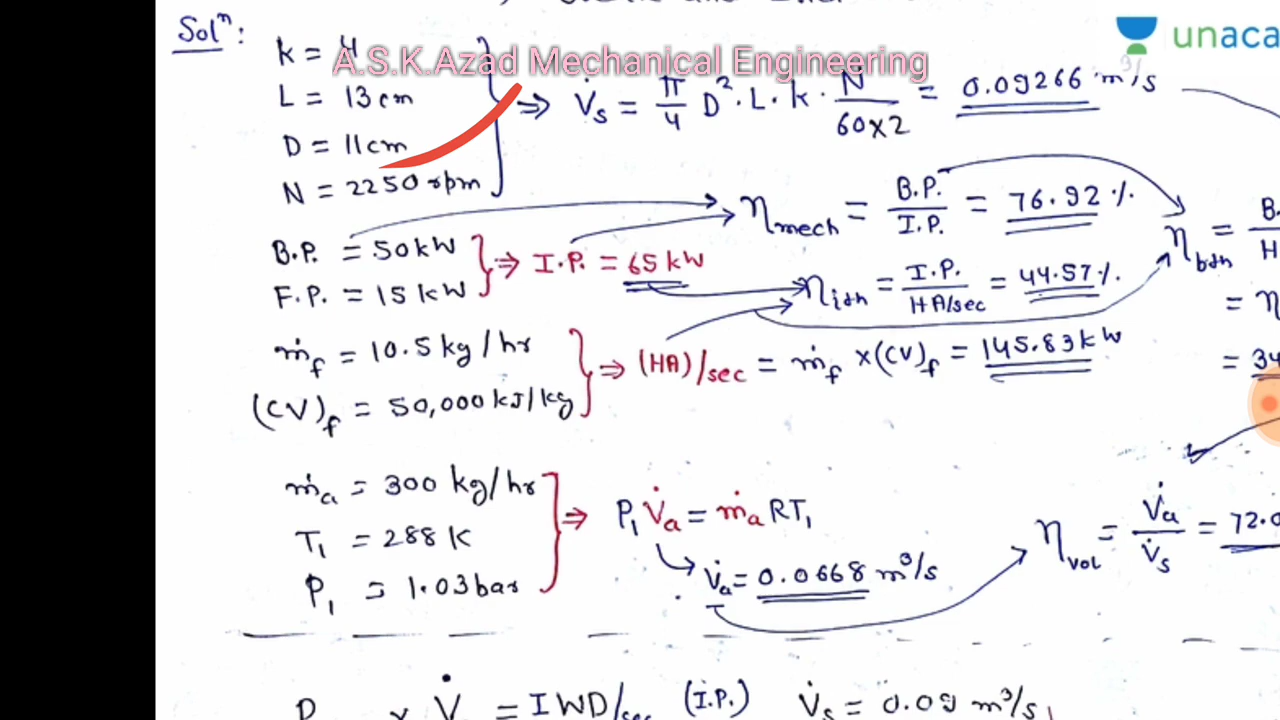 Solⁿ:
unaca
A.S.K.Azad Mechanical Engineering
k = 4
L = 13 cm
D = 11 cm
N = 2250 rpm
⇒ V̇s = π/4 D² · L · k · N/(60×2) = 0.09266 m³/s
B.P. = 50 kW
F.P. = 15 kW
⇒ I.P. = 65 kW
ηmech = B.P./I.P. = 76.92 %
ηith = I.P./HA/sec = 44.57 %
ηbth = B./H
= η
= 34
ṁf = 10.5 kg/hr
(CV)f = 50,000 kJ/kg
⇒ (HA)/sec = ṁf × (CV)f = 145.83 kW
ṁa = 300 kg/hr
T₁ = 288 K
P₁ = 1.03 bar
⇒ P₁ V̇a = ṁa RT₁
V̇a = 0.0668 m³/s
ηvol = V̇a/V̇s = 72.0
P × V̇ = IWD/sec (I.P.) V̇s = 0.09 m³/s